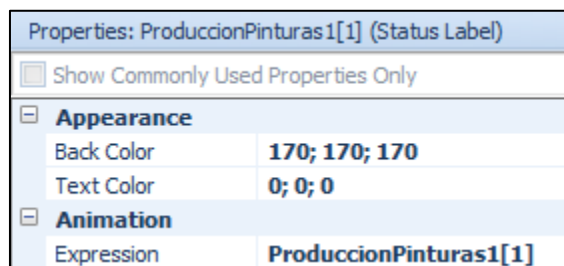 Properties: ProduccionPinturas1[1] (Status Label)
Show Commonly Used Properties Only
Appearance
Back Color 170; 170; 170
Text Color 0; 0; 0
Animation
Expression ProduccionPinturas1[1]